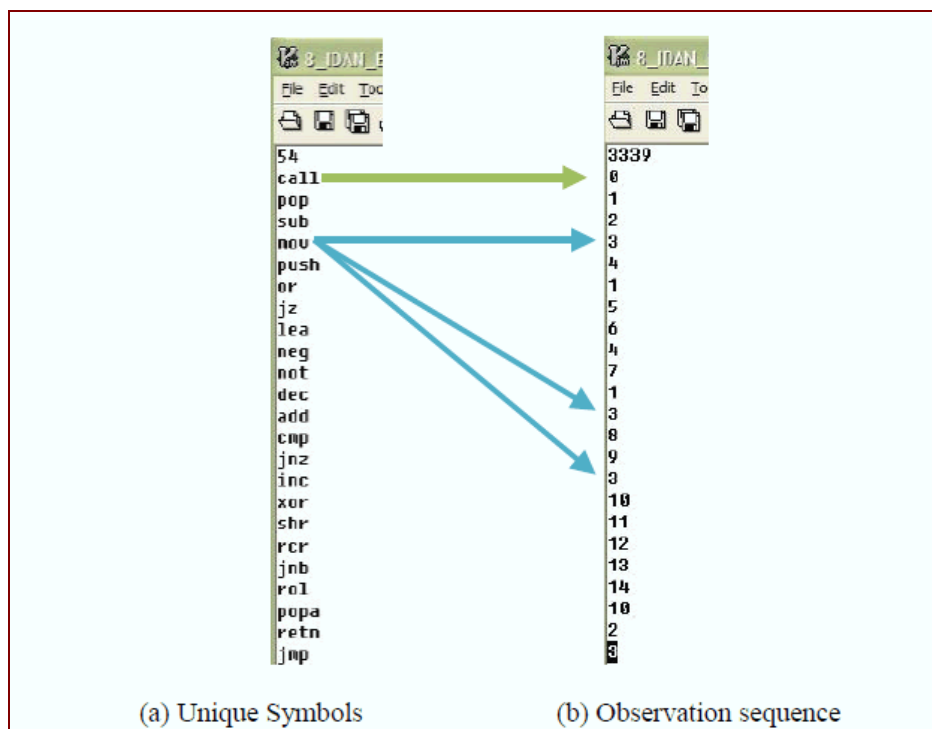 8_IDAN_E
File Edit Too
54
call
pop
sub
mov
push
or
jz
lea
neg
not
dec
add
cmp
jnz
inc
xor
shr
rcr
jnb
rol
popa
retn
jmp
(a) Unique Symbols
8_IDAN_
File Edit To
3339
0
1
2
3
4
1
5
6
4
7
1
3
8
9
3
10
11
12
13
14
10
2
3
(b) Observation sequence